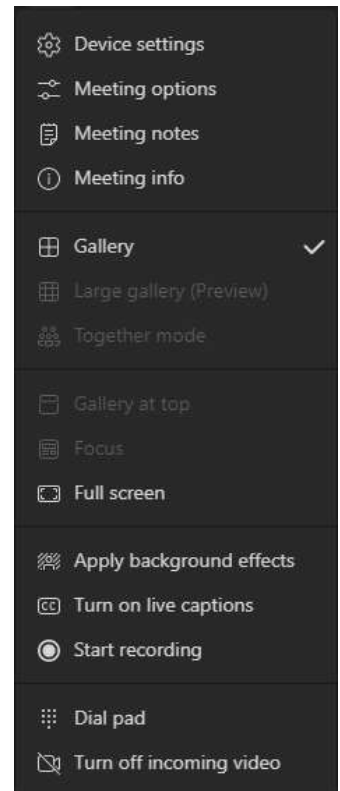 Device settings
Meeting options
Meeting notes
Meeting info
Gallery
Large gallery (Preview)
Together mode
Gallery at top
Focus
Full screen
Apply background effects
CC Turn on live captions
Start recording
Dial pad
Turn off incoming video